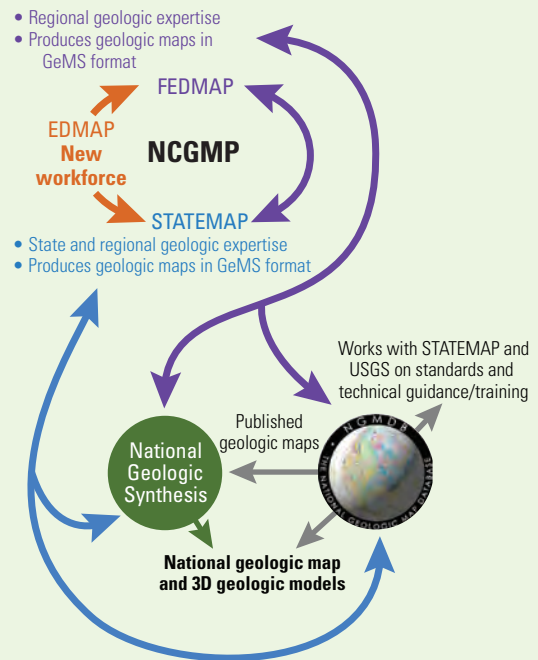 • Regional geologic expertise
• Produces geologic maps in
GeMS format
FEDMAP
EDMAP
New
workforce
NCGMP
STATEMAP
• State and regional geologic expertise
• Produces geologic maps in GeMS format
Works with STATEMAP and
USGS on standards and
technical guidance/training
Published
geologic maps
National
Geologic
Synthesis
NGMDB
THE NATIONAL GEOLOGIC MAP DATABASE
National geologic map
and 3D geologic models